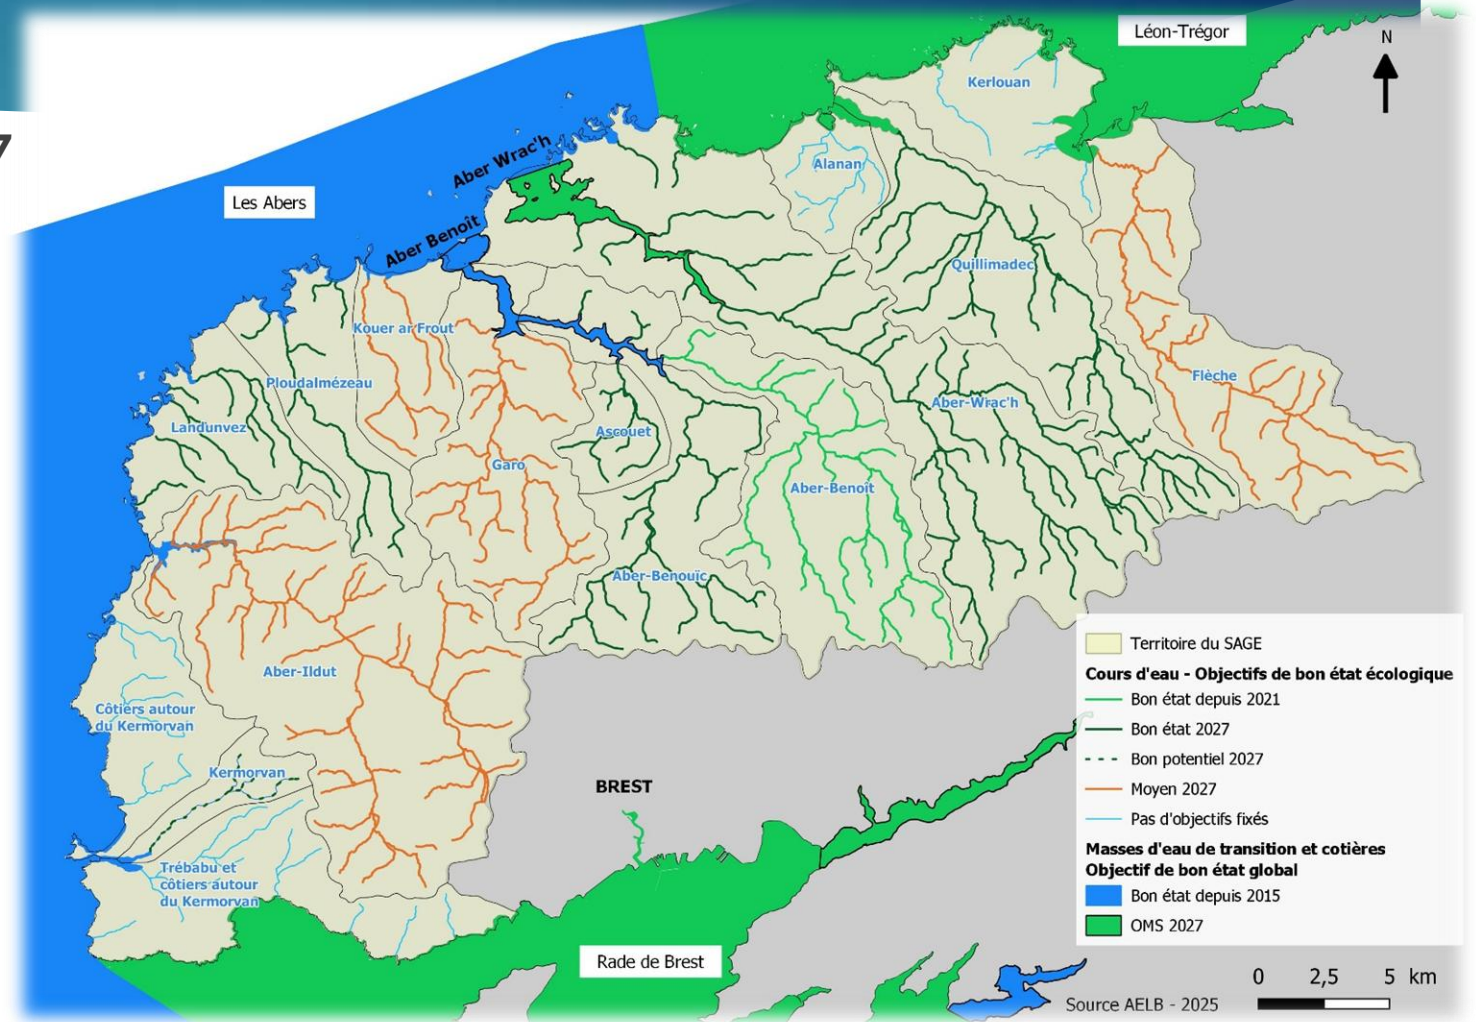 7
Léon-Trégor
N
Kerlouan
Aber Wrac'h
Alanan
Les Abers
Aber Benoît
Quillimadec
Kouer ar Frout
Ploudalmézeau
Flèche
Aber-Wrac'h
Landunvez
Ascouet
Garo
Aber-Benoît
Aber-Benouïc
Aber-Ildut
Côtiers autour
du Kermorvan
Kermorvan
BREST
Trébabu et
côtiers autour
du Kermorvan
Rade de Brest
Territoire du SAGE
Cours d'eau - Objectifs de bon état écologique
Bon état depuis 2021
Bon état 2027
Bon potentiel 2027
Moyen 2027
Pas d'objectifs fixés
Masses d'eau de transition et cotières
Objectif de bon état global
Bon état depuis 2015
OMS 2027
0 2,5 5 km
Source AELB - 2025